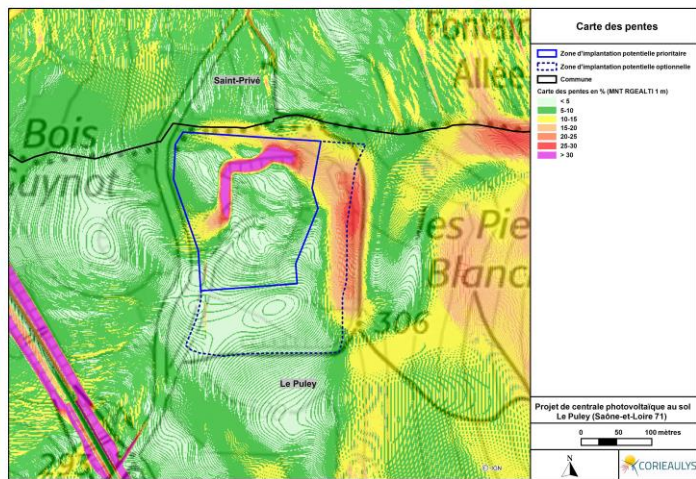 Carte des pentes
Zone d'implantation potentielle prioritaire
Zone d'implantation potentielle optionnelle
Commune
Carte des pentes en % (MNT RGEALTI 1 m)
< 5
5-10
10-15
15-20
20-25
25-30
> 30
Saint-Privé
Fontain
Allée
Bois
Guynot
les Pie
Blanch
306
Le Puley
293
Projet de centrale photovoltaïque au sol
Le Puley (Saône-et-Loire 71)
0 50 100 mètres
N
CORIEAULYS